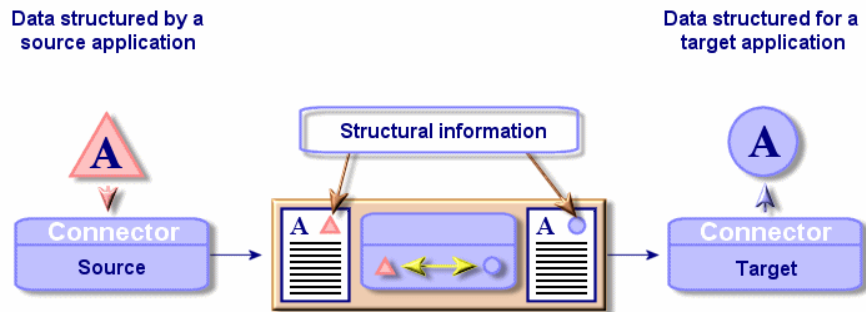 Data structured by a
source application
Data structured for a
target application
A
Structural information
A
Connector
Source
A
A
Connector
Target